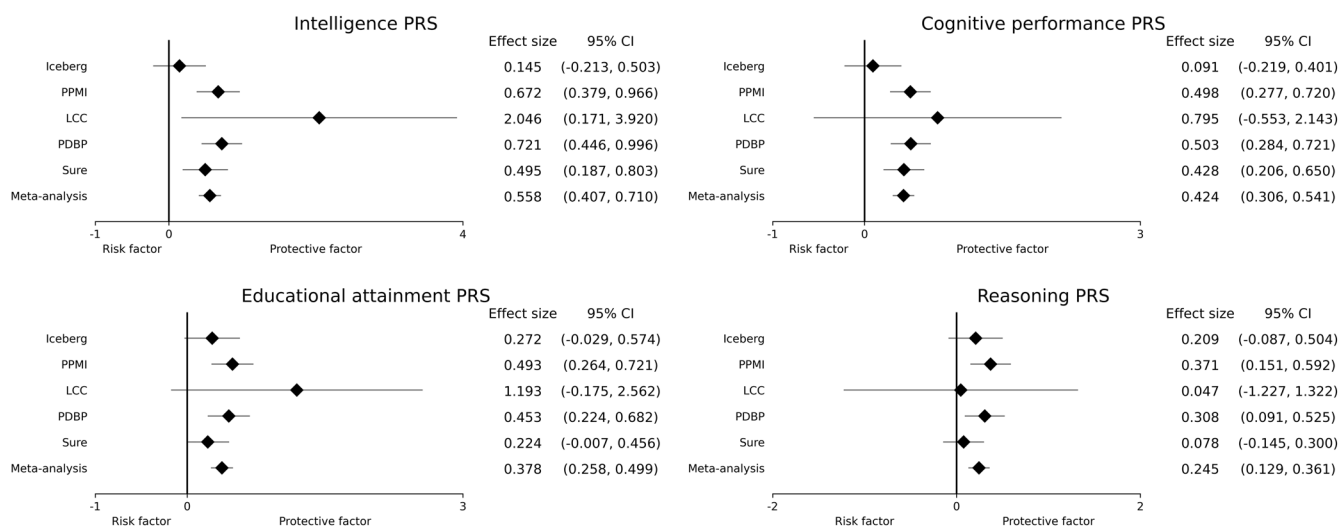 Intelligence PRS
Effect size 95% CI
Iceberg 0.145 (-0.213, 0.503)
PPMI 0.672 (0.379, 0.966)
LCC 2.046 (0.171, 3.920)
PDBP 0.721 (0.446, 0.996)
Sure 0.495 (0.187, 0.803)
Meta-analysis 0.558 (0.407, 0.710)
-1 0 4
Risk factor Protective factor
Cognitive performance PRS
Effect size 95% CI
Iceberg 0.091 (-0.219, 0.401)
PPMI 0.498 (0.277, 0.720)
LCC 0.795 (-0.553, 2.143)
PDBP 0.503 (0.284, 0.721)
Sure 0.428 (0.206, 0.650)
Meta-analysis 0.424 (0.306, 0.541)
-1 0 3
Risk factor Protective factor
Educational attainment PRS
Effect size 95% CI
Iceberg 0.272 (-0.029, 0.574)
PPMI 0.493 (0.264, 0.721)
LCC 1.193 (-0.175, 2.562)
PDBP 0.453 (0.224, 0.682)
Sure 0.224 (-0.007, 0.456)
Meta-analysis 0.378 (0.258, 0.499)
-1 0 3
Risk factor Protective factor
Reasoning PRS
Effect size 95% CI
Iceberg 0.209 (-0.087, 0.504)
PPMI 0.371 (0.151, 0.592)
LCC 0.047 (-1.227, 1.322)
PDBP 0.308 (0.091, 0.525)
Sure 0.078 (-0.145, 0.300)
Meta-analysis 0.245 (0.129, 0.361)
-2 0 2
Risk factor Protective factor